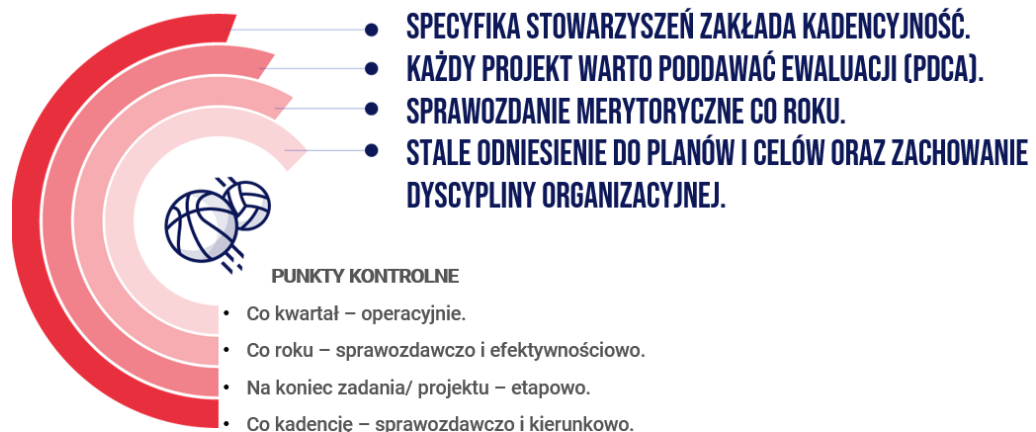 SPECYFIKA STOWARZYSZEŃ ZAKŁADA KADENCYJNOŚĆ.
KAŻDY PROJEKT WARTO PODDAWAĆ EWALUACJI (PDCA).
SPRAWOZDANIE MERYTORYCZNE CO ROKU.
STALE ODNIESIENIE DO PLANÓW I CELÓW ORAZ ZACHOWANIE
DYSCYPLINY ORGANIZACYJNEJ.
PUNKTY KONTROLNE
• Co kwartał – operacyjnie.
• Co roku – sprawozdawczo i efektywnościowo.
• Na koniec zadania/ projektu – etapowo.
• Co kadencję – sprawozdawczo i kierunkowo.